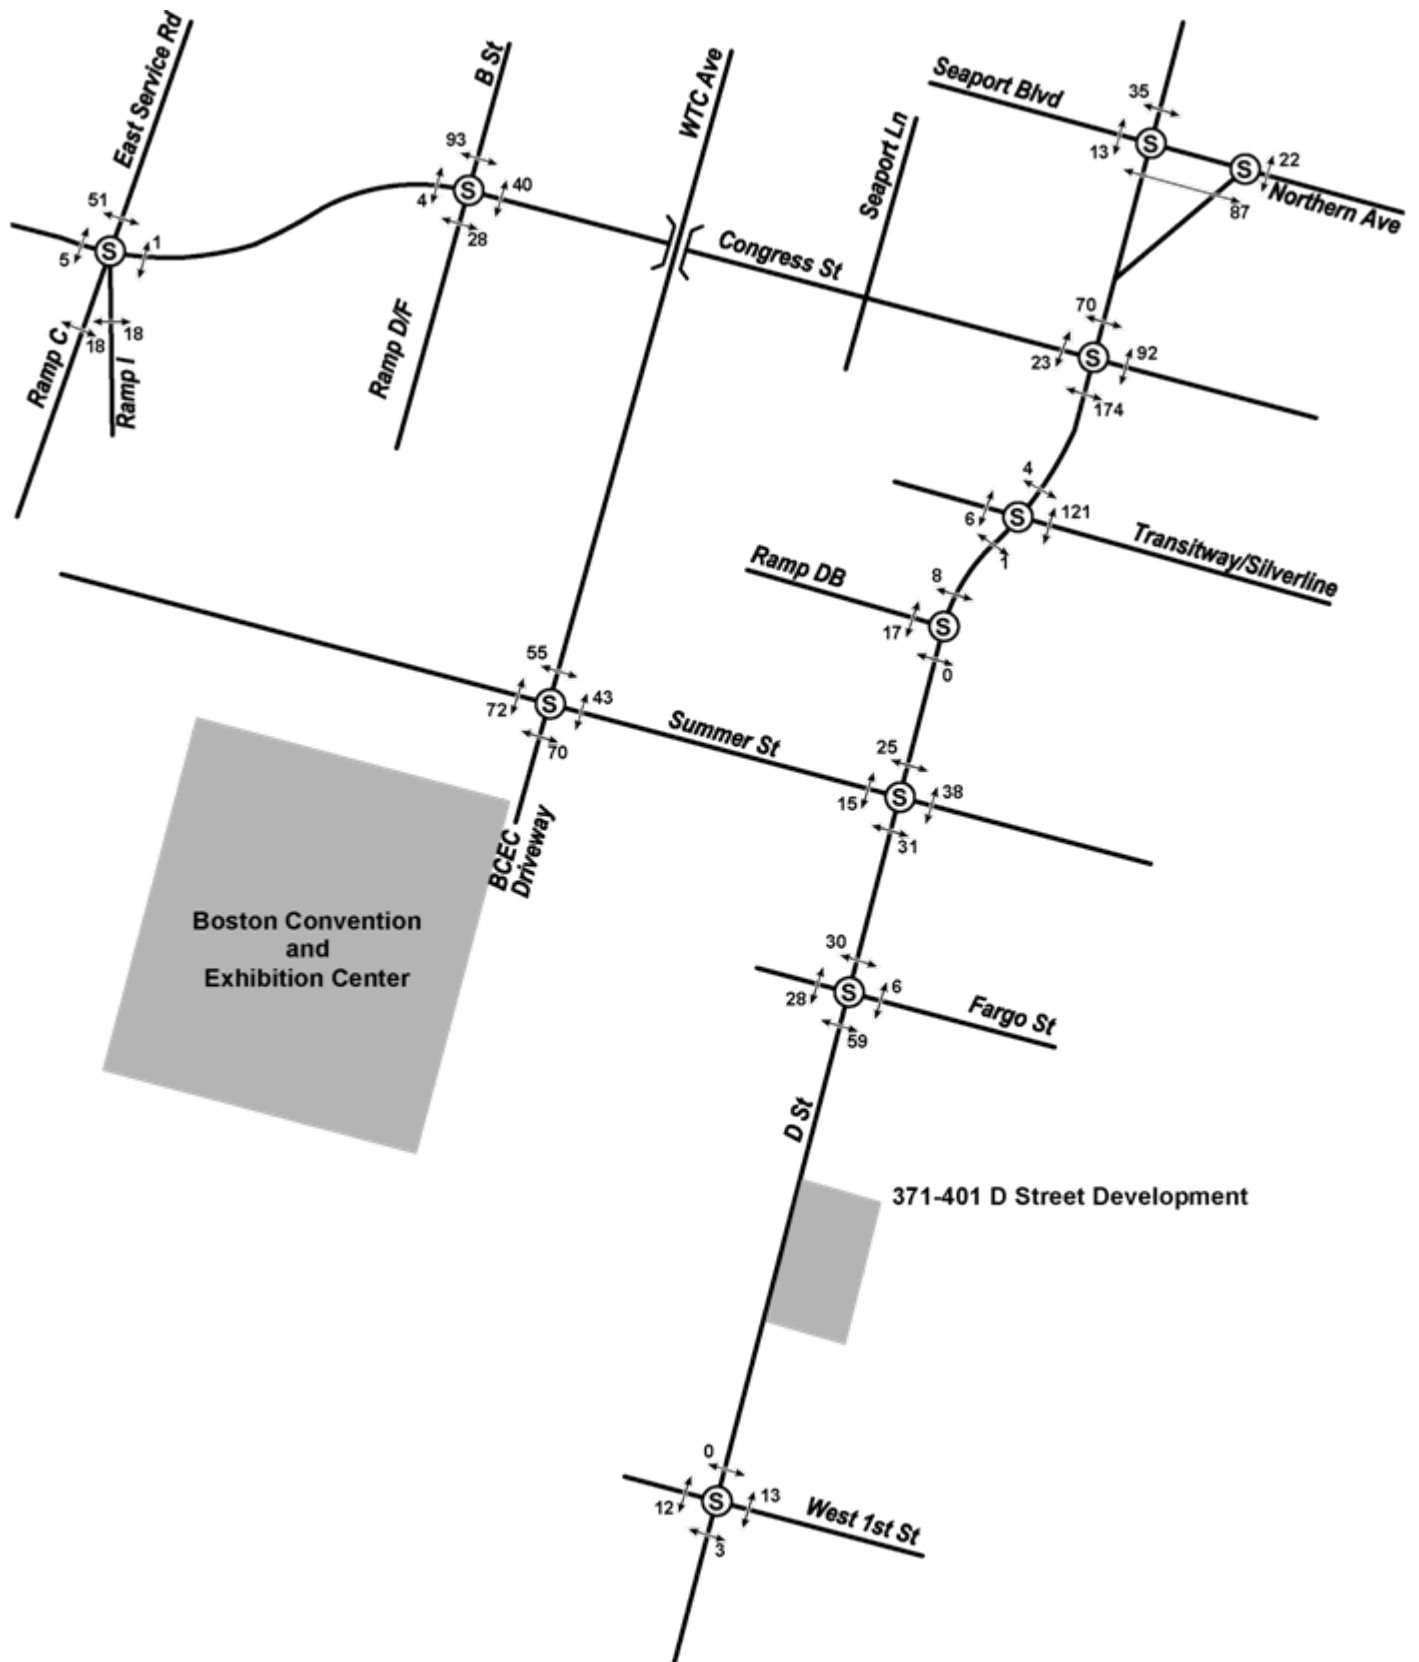 East Service Rd
B St
WTC Ave
Seaport Blvd
Seaport Ln
35
13
S
S
22
Northern Ave
87
93
4
S
40
28
51
5
S
1
18
18
Ramp C
Ramp I
Ramp D/F
Congress St
70
23
S
92
174
4
6
S
121
1
Transitway/Silverline
Ramp DB
8
17
S
0
55
72
S
43
70
Summer St
25
15
S
38
31
BCEC
Driveway
Boston Convention
and
Exhibition Center
30
28
S
6
59
Fargo St
D St
371-401 D Street Development
0
12
S
13
3
West 1st St